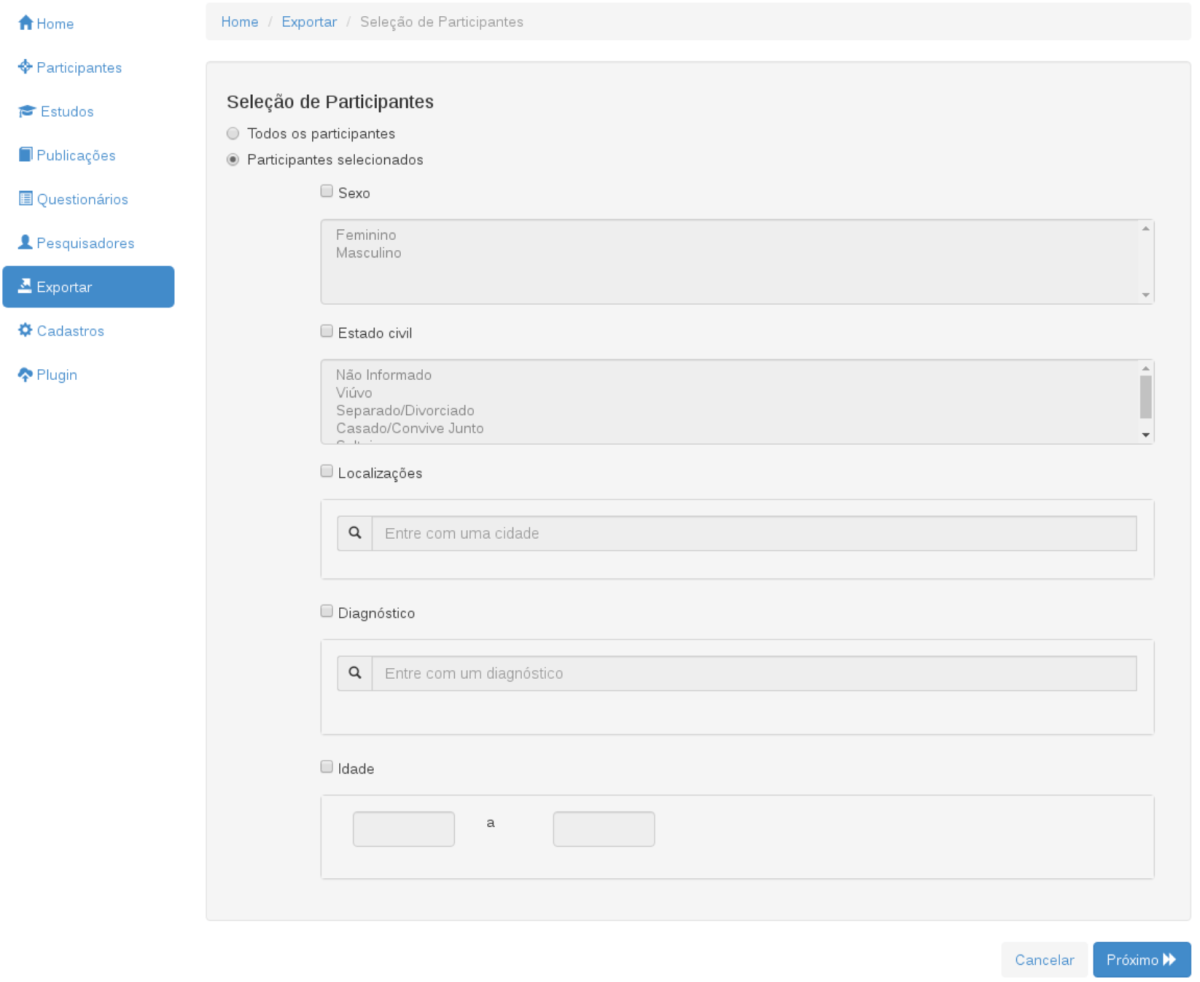 Home
Participantes
Estudos
Publicações
Questionários
Pesquisadores
Exportar
Cadastros
Plugin
Home / Exportar / Seleção de Participantes
Seleção de Participantes
Todos os participantes
Participantes selecionados
Sexo
Feminino
Masculino
Estado civil
Não Informado
Viúvo
Separado/Divorciado
Casado/Convive Junto
Localizações
Entre com uma cidade
Diagnóstico
Entre com um diagnóstico
Idade
a
Cancelar Próximo